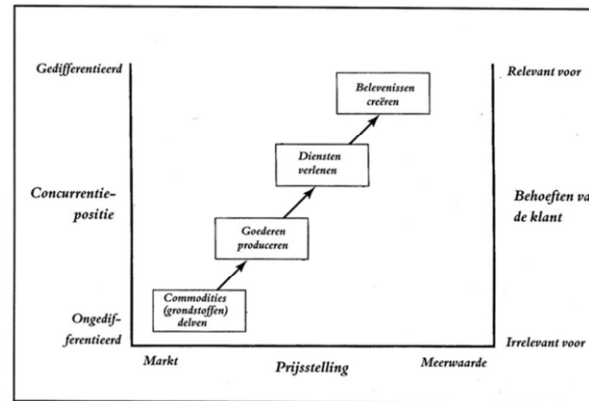 Gedifferentieerd
Relevant voor
Belevenissen
creëren
Diensten
verlenen
Concurrentie-
positie
Behoeften va
de klant
Goederen
produceren
Commodities
(grondstoffen)
delven
Ongedif-
ferentieerd
Irrelevant voor
Markt
Prijsstelling
Meerwaarde